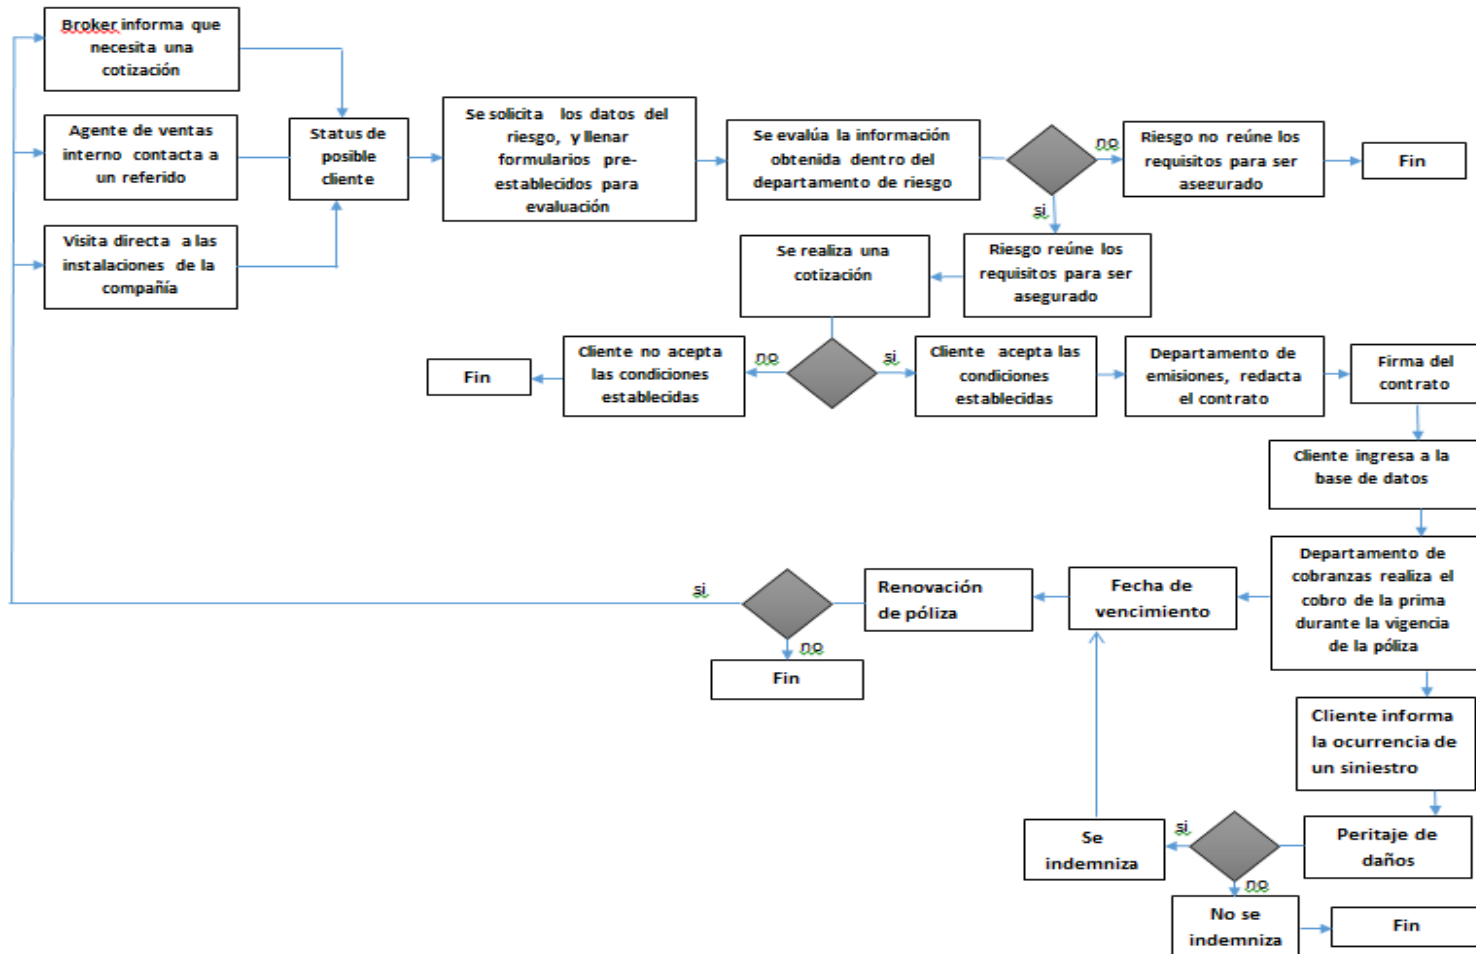 Broker informa que
necesita una
cotización
Agente de ventas
interno contacta a
un referido
Visita directa a las
instalaciones de la
compañía
Status de
posible
cliente
Se solicita los datos del
riesgo, y llenar
formularios pre-
establecidos para
evaluación
Se evalúa la información
obtenida dentro del
departamento de riesgo
no
Riesgo no reúne los
requisitos para ser
asegurado
Fin
si
Riesgo reúne los
requisitos para ser
asegurado
Se realiza una
cotización
no
Cliente no acepta
las condiciones
establecidas
Fin
si
Cliente acepta las
condiciones
establecidas
Departamento de
emisiones, redacta
el contrato
Firma del
contrato
Cliente ingresa a la
base de datos
Departamento de
cobranzas realiza el
cobro de la prima
durante la vigencia
de la póliza
Fecha de
vencimiento
Renovación
de póliza
si
no
Fin
Cliente informa
la ocurrencia de
un siniestro
Peritaje de
daños
si
Se
indemniza
no
No se
indemniza
Fin